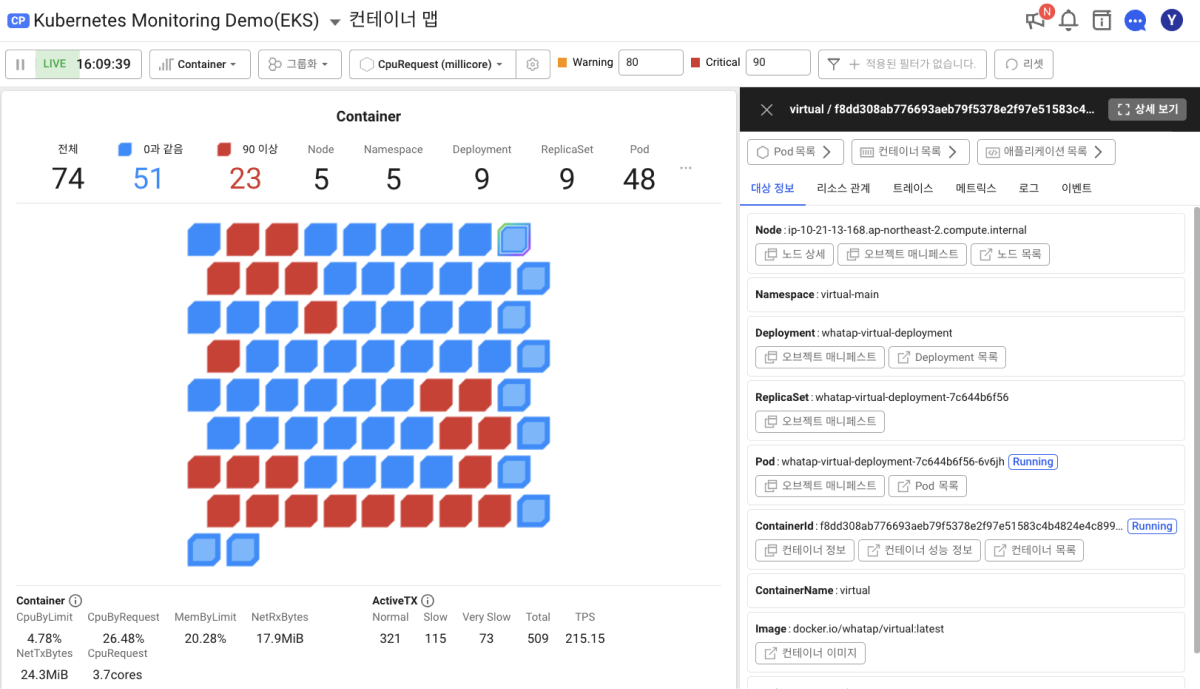 CP Kubernetes Monitoring Demo(EKS) 컨테이너 맵
N
Y
LIVE 16:09:39 Container 그룹화 CpuRequest (millicore) Warning 80 Critical 90 적용된 필터가 없습니다. 리셋
Container
전체 0과 같음 90 이상 Node Namespace Deployment ReplicaSet Pod
74 51 23 5 5 9 9 48 ...
Container
CpuByLimit CpuByRequest MemByLimit NetRxBytes
4.78% 26.48% 20.28% 17.9MiB
NetTxBytes CpuRequest
24.3MiB 3.7cores
ActiveTX
Normal Slow Very Slow Total TPS
321 115 73 509 215.15
virtual / f8dd308ab776693aeb79f5378e2f97e51583c4... 상세 보기
Pod 목록 컨테이너 목록 애플리케이션 목록
대상 정보 리소스 관계 트레이스 메트릭스 로그 이벤트
Node : ip-10-21-13-168.ap-northeast-2.compute.internal
노드 상세 오브젝트 매니페스트 노드 목록
Namespace : virtual-main
Deployment : whatap-virtual-deployment
오브젝트 매니페스트 Deployment 목록
ReplicaSet : whatap-virtual-deployment-7c644b6f56
오브젝트 매니페스트
Pod : whatap-virtual-deployment-7c644b6f56-6v6jh Running
오브젝트 매니페스트 Pod 목록
ContainerId : f8dd308ab776693aeb79f5378e2f97e51583c4b4824e4c899... Running
컨테이너 정보 컨테이너 성능 정보 컨테이너 목록
ContainerName : virtual
Image : docker.io/whatap/virtual:latest
컨테이너 이미지